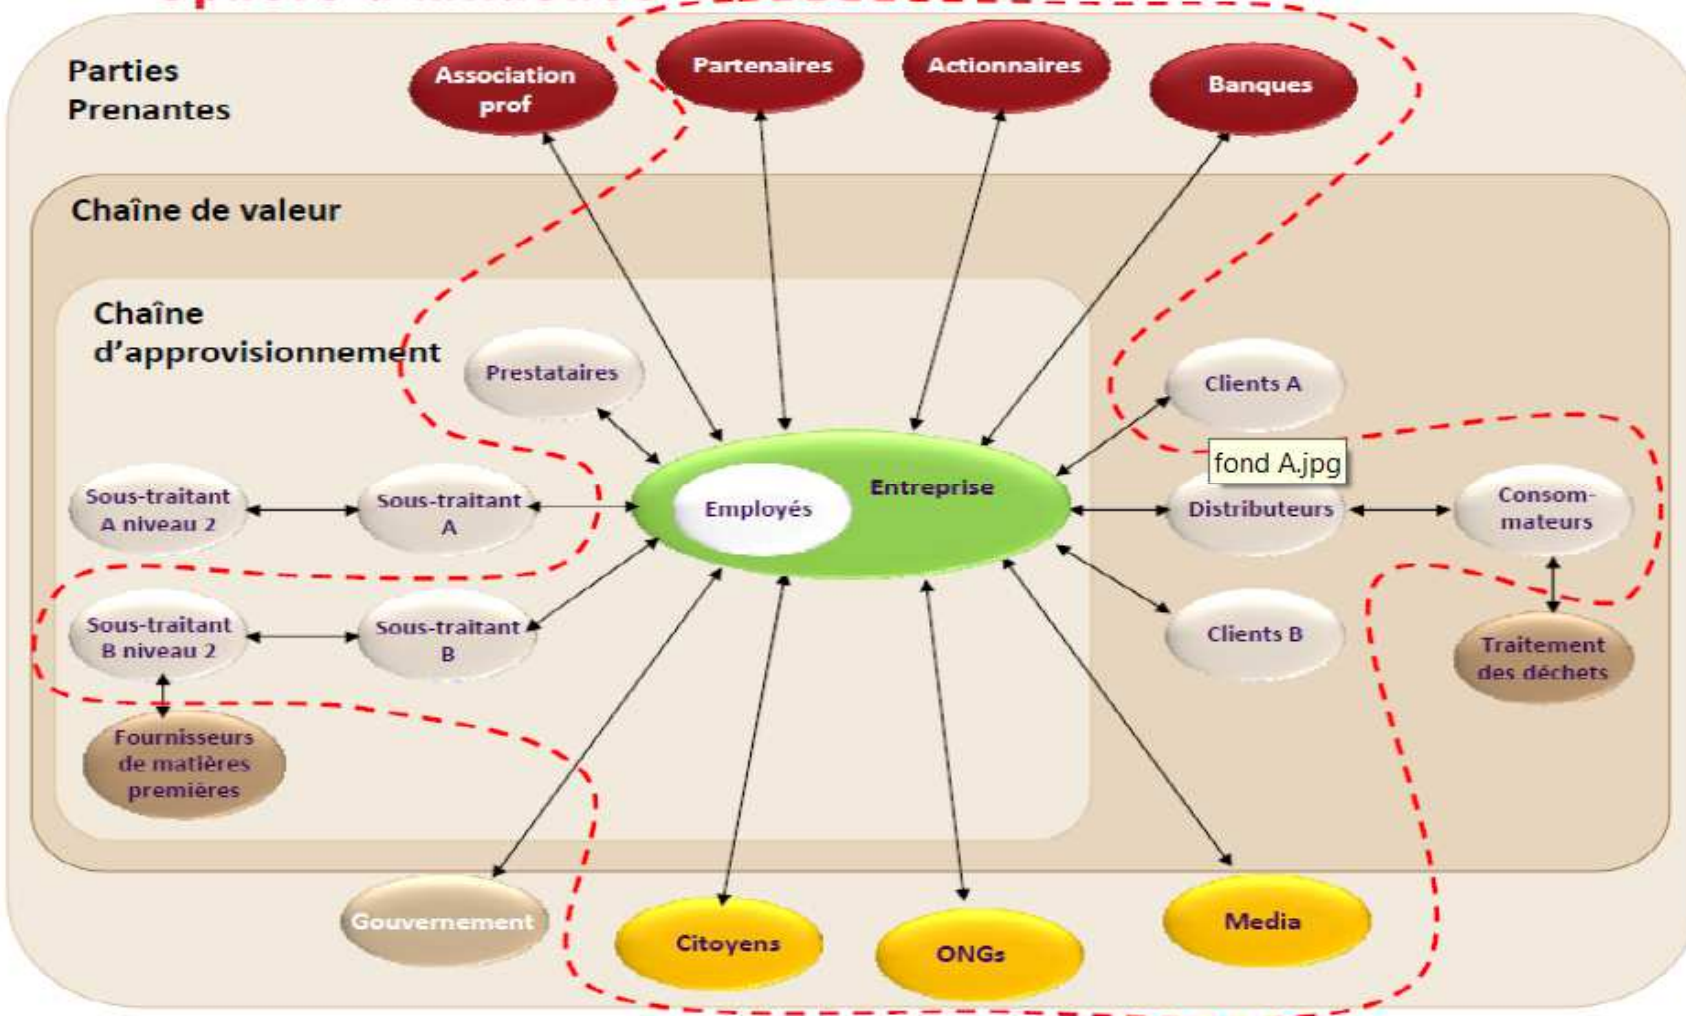 Parties
Prenantes
Association
prof
Partenaires
Actionnaires
Banques
Chaîne de valeur
Chaîne
d'approvisionnement
Prestataires
Clients A
fond A.jpg
Sous-traitant
A niveau 2
Sous-traitant
A
Employés
Entreprise
Distributeurs
Consom-
mateurs
Sous-traitant
B niveau 2
Sous-traitant
B
Clients B
Traitement
des déchets
Fournisseurs
de matières
premières
Gouvernement
Citoyens
ONGs
Media